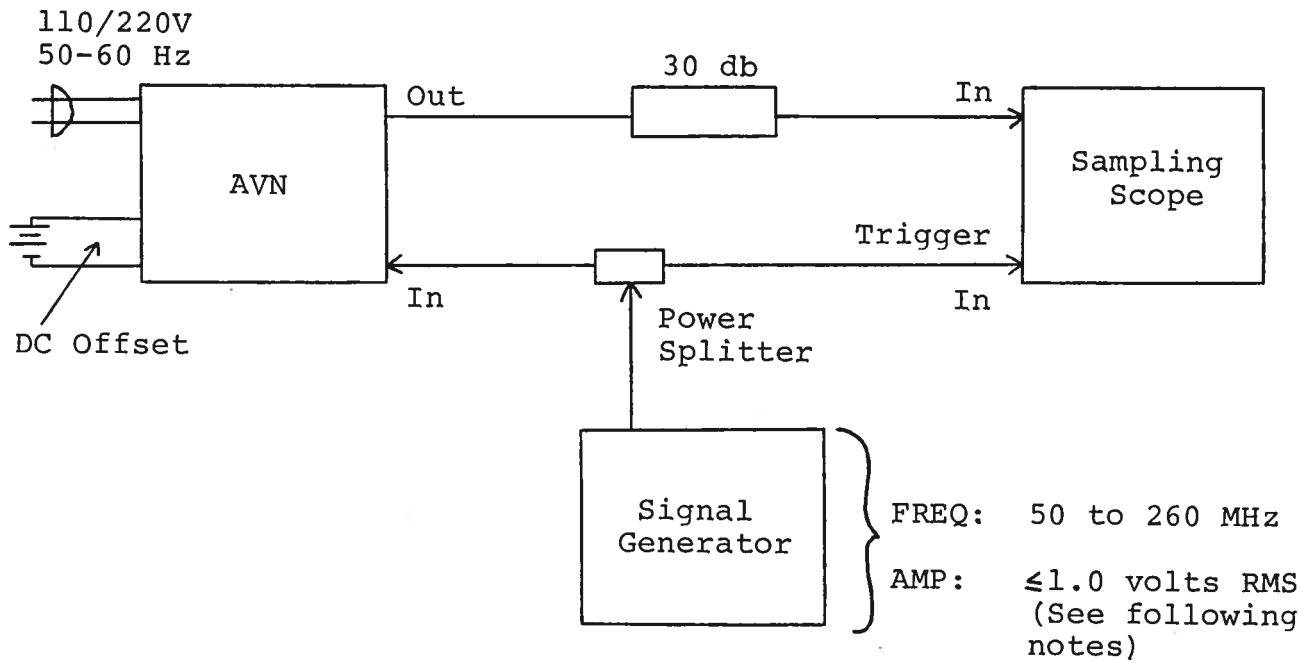 110/220V
50-60 Hz
30 db
Out
In
AVN
Sampling
Scope
Trigger
In
In
DC Offset
Power
Splitter
Signal
Generator
FREQ: 50 to 260 MHz
AMP: ≤1.0 volts RMS
(See following
notes)